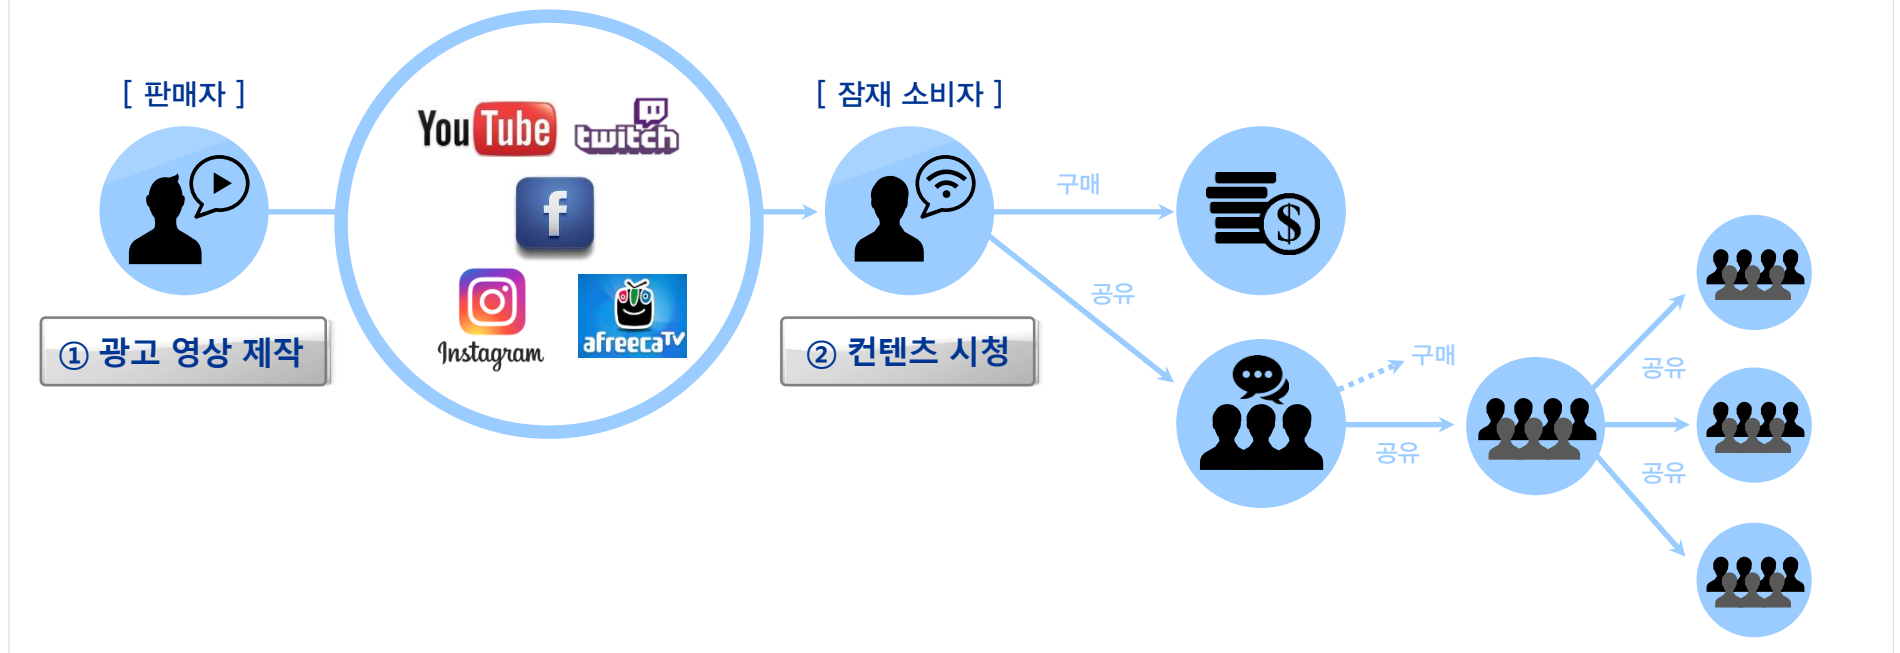 [ 판매자 ]
You Tube
twitch
f
Instagram
afreecaTV
① 광고 영상 제작
[ 잠재 소비자 ]
② 컨텐츠 시청
구매
$
공유
구매
공유
공유
공유